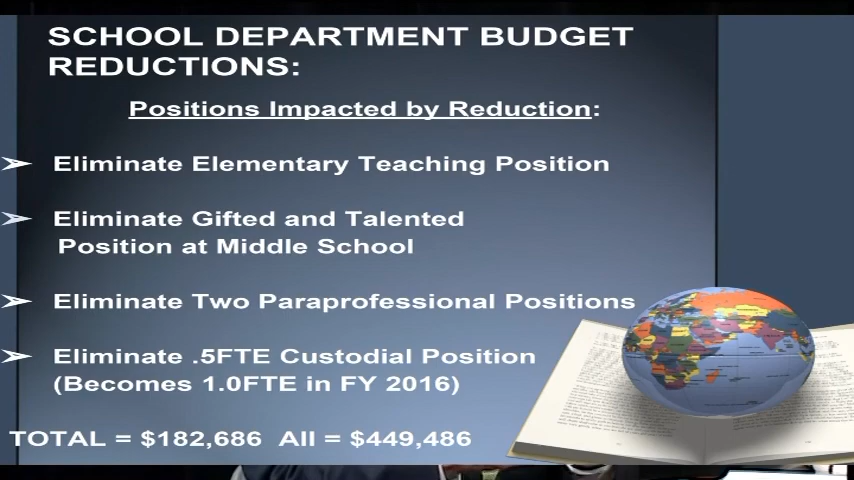 SCHOOL DEPARTMENT BUDGET
REDUCTIONS:
Positions Impacted by Reduction:
➢ Eliminate Elementary Teaching Position
➢ Eliminate Gifted and Talented
Position at Middle School
➢ Eliminate Two Paraprofessional Positions
➢ Eliminate .5FTE Custodial Position
(Becomes 1.0FTE in FY 2016)
TOTAL = $182,686 All = $449,486